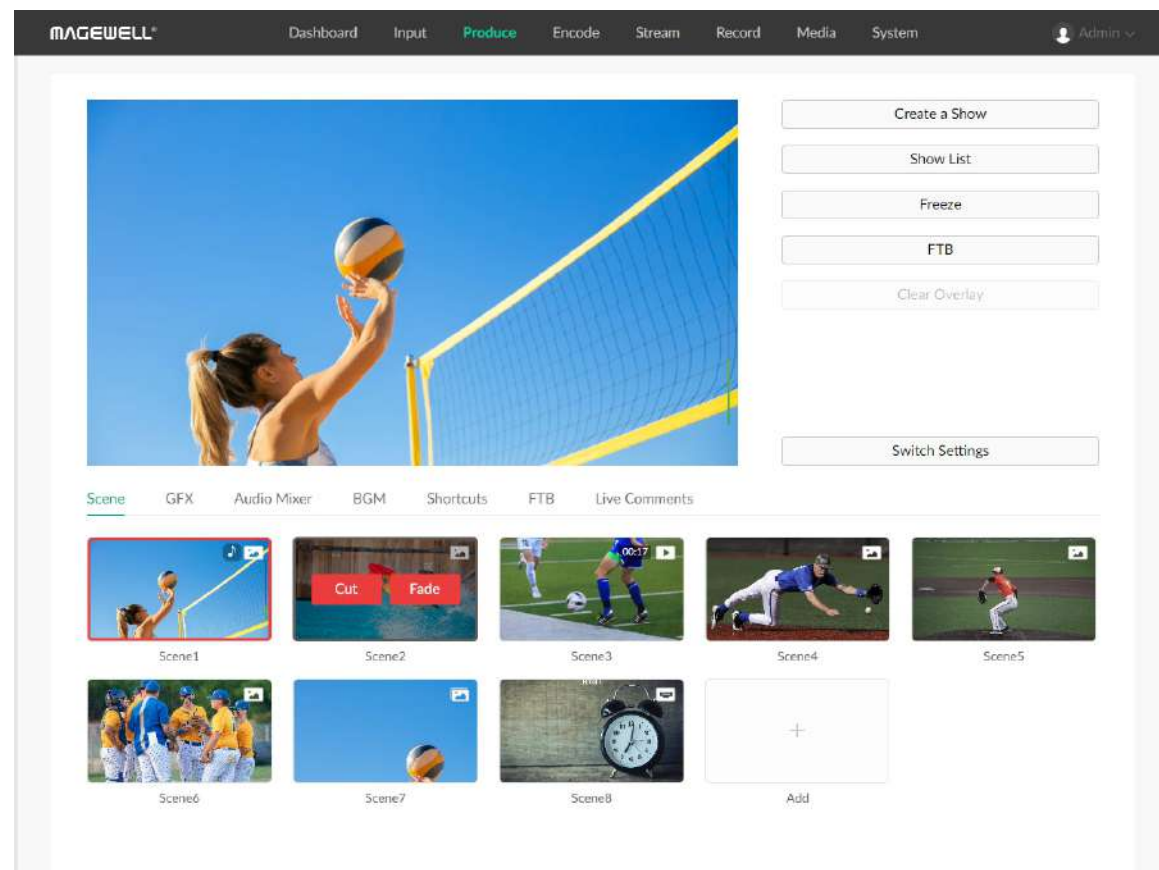 MAGEWELL®
Dashboard Input Produce Encode Stream Record Media System Admin
Create a Show
Show List
Freeze
FTB
Clear Overlay
Switch Settings
Scene GFX Audio Mixer BGM Shortcuts FTB Live Comments
Cut Fade 00:17
Scene1 Scene2 Scene3 Scene4 Scene5
Scene6 Scene7 Scene8 Add